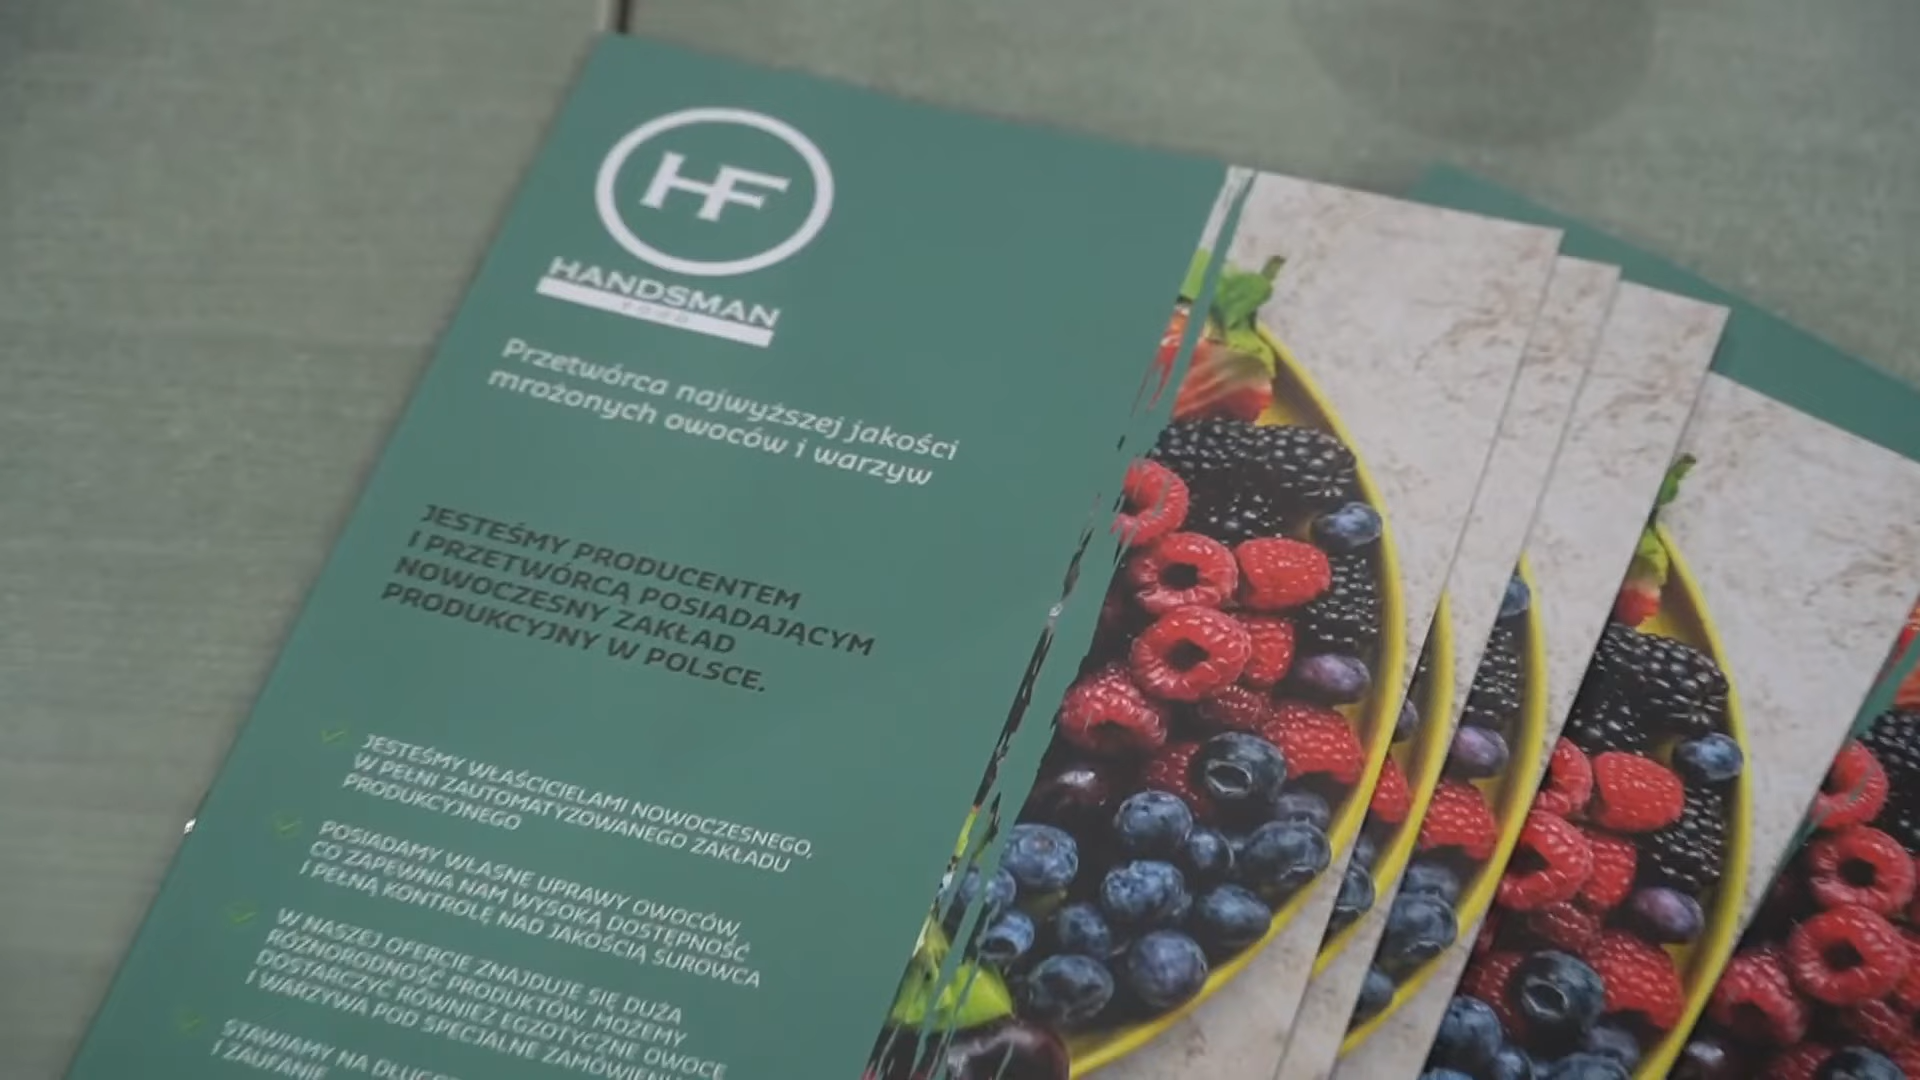 HF
HANDSMAN
FOOD
Przetwórca najwyższej jakości
mrożonych owoców i warzyw
JESTEŚMY PRODUCENTEM
I PRZETWÓRCĄ POSIADAJĄCYM
NOWOCZESNY ZAKŁAD
PRODUKCYJNY W POLSCE.
JESTEŚMY WŁAŚCICIELAMI NOWOCZESNEGO,
W PEŁNI ZAUTOMATYZOWANEGO ZAKŁADU
PRODUKCYJNEGO
POSIADAMY WŁASNE UPRAWY OWOCÓW,
CO ZAPEWNIA NAM WYSOKĄ DOSTĘPNOŚĆ
I PEŁNĄ KONTROLĘ NAD JAKOŚCIĄ SUROWCA
W NASZEJ OFERCIE ZNAJDUJE SIĘ DUŻA
RÓŻNORODNOŚĆ PRODUKTÓW. MOŻEMY
DOSTARCZYĆ RÓWNIEŻ EGZOTYCZNE OWOCE
I WARZYWA POD SPECJALNE ZAMÓWIENIA
STAWIAMY NA
I ZAUFANIE